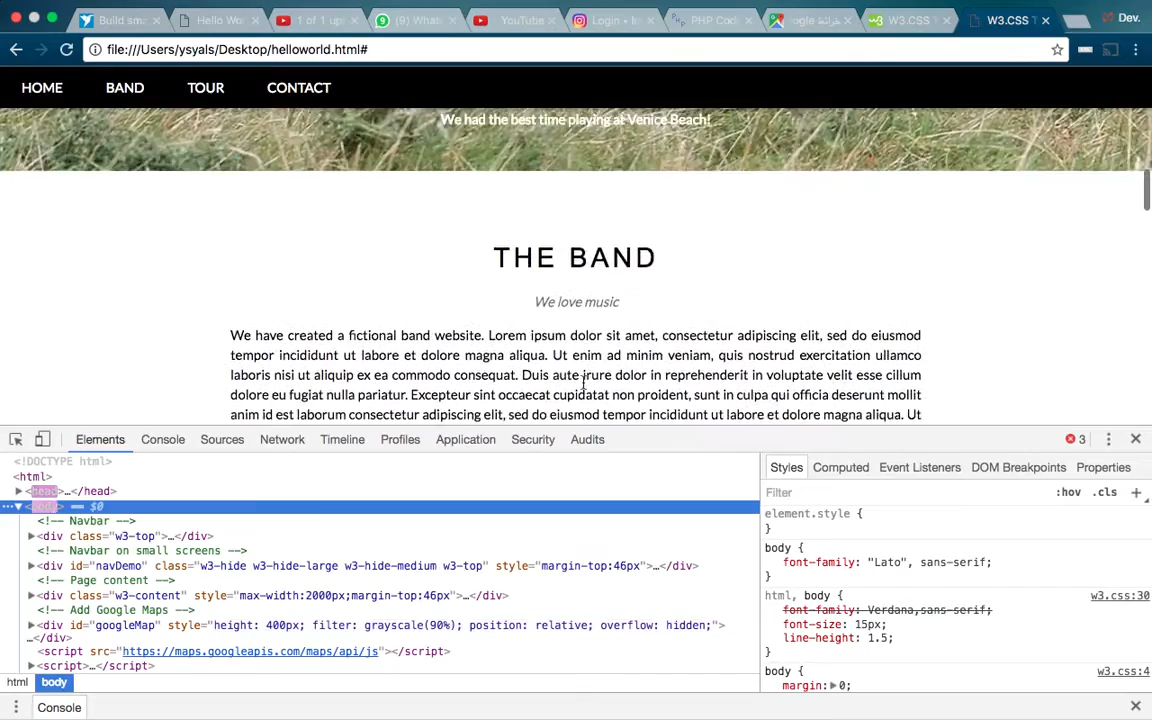 Build sma
Hello Wor
1 of 1 upl
(9) What
YouTube
Login • In
PHP Cod
W3.CSS T
W3.CSS T
Dev.
file:///Users/ysyals/Desktop/helloworld.html#
HOME BAND TOUR CONTACT
We had the best time playing at Venice Beach!
THE BAND
We love music
We have created a fictional band website. Lorem ipsum dolor sit amet, consectetur adipiscing elit, sed do eiusmod
tempor incididunt ut labore et dolore magna aliqua. Ut enim ad minim veniam, quis nostrud exercitation ullamco
laboris nisi ut aliquip ex ea commodo consequat. Duis aute irure dolor in reprehenderit in voluptate velit esse cillum
dolore eu fugiat nulla pariatur. Excepteur sint occaecat cupidatat non proident, sunt in culpa qui officia deserunt mollit
anim id est laborum consectetur adipiscing elit, sed do eiusmod tempor incididunt ut labore et dolore magna aliqua. Ut
Elements Console Sources Network Timeline Profiles Application Security Audits 3
<!DOCTYPE html>
<html>
<head>…</head>
… <body> == $0
<!-- Navbar -->
<div class="w3-top">…</div>
<!-- Navbar on small screens -->
<div id="navDemo" class="w3-hide w3-hide-large w3-hide-medium w3-top" style="margin-top:46px">…</div>
<!-- Page content -->
<div class="w3-content" style="max-width:2000px;margin-top:46px">…</div>
<!-- Add Google Maps -->
<div id="googleMap" style="height: 400px; filter: grayscale(90%); position: relative; overflow: hidden;">
…</div>
<script src="https://maps.googleapis.com/maps/api/js"></script>
<script>…</script>
html body
Styles Computed Event Listeners DOM Breakpoints Properties
Filter :hov .cls +
element.style {
}
body {
font-family: "Lato", sans-serif;
}
html, body { w3.css:30
font-family: Verdana,sans-serif;
font-size: 15px;
line-height: 1.5;
}
body { w3.css:4
margin: 0;
Console